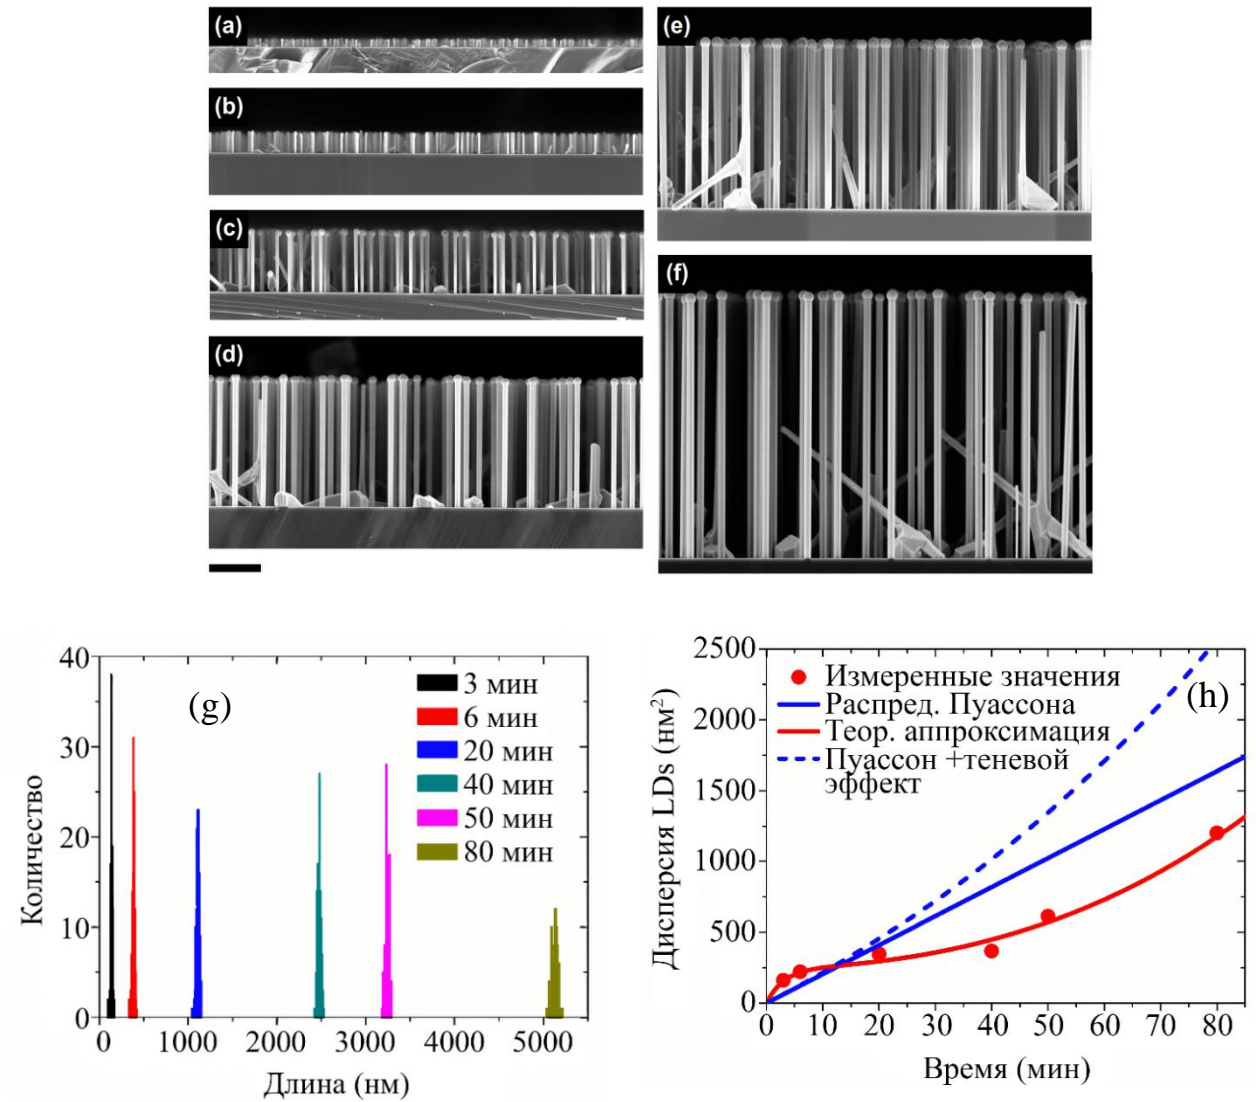 (a)
(b)
(c)
(d)
(e)
(f)
(g)
40
30
20
10
0
Количество
0 1000 2000 3000 4000 5000
Длина (нм)
3 мин
6 мин
20 мин
40 мин
50 мин
80 мин
(h)
2500
2000
1500
1000
500
0
Дисперсия LDs (нм²)
0 10 20 30 40 50 60 70 80
Время (мин)
Измеренные значения
Распред. Пуассона
Теор. аппроксимация
Пуассон +теневой
эффект